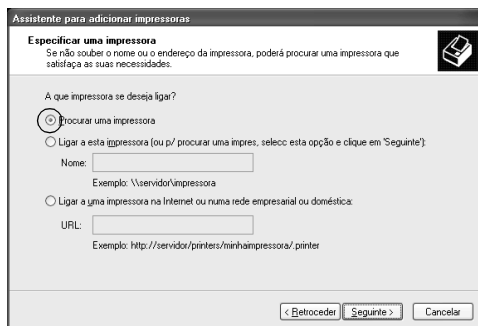 Assistente para adicionar impressoras
Especificar uma impressora
Se não souber o nome ou o endereço da impressora, poderá procurar uma impressora que
satisfaça as suas necessidades.
A que impressora se deseja ligar?
Procurar uma impressora
Ligar a esta impressora (ou p/ procurar uma impres, selecc esta opção e clique em 'Seguinte'):
Nome:
Exemplo: \\servidor\impressora
Ligar a uma impressora na Internet ou numa rede empresarial ou doméstica:
URL:
Exemplo: http://servidor/printers/minhaimpressora/.printer
< Retroceder Seguinte > Cancelar